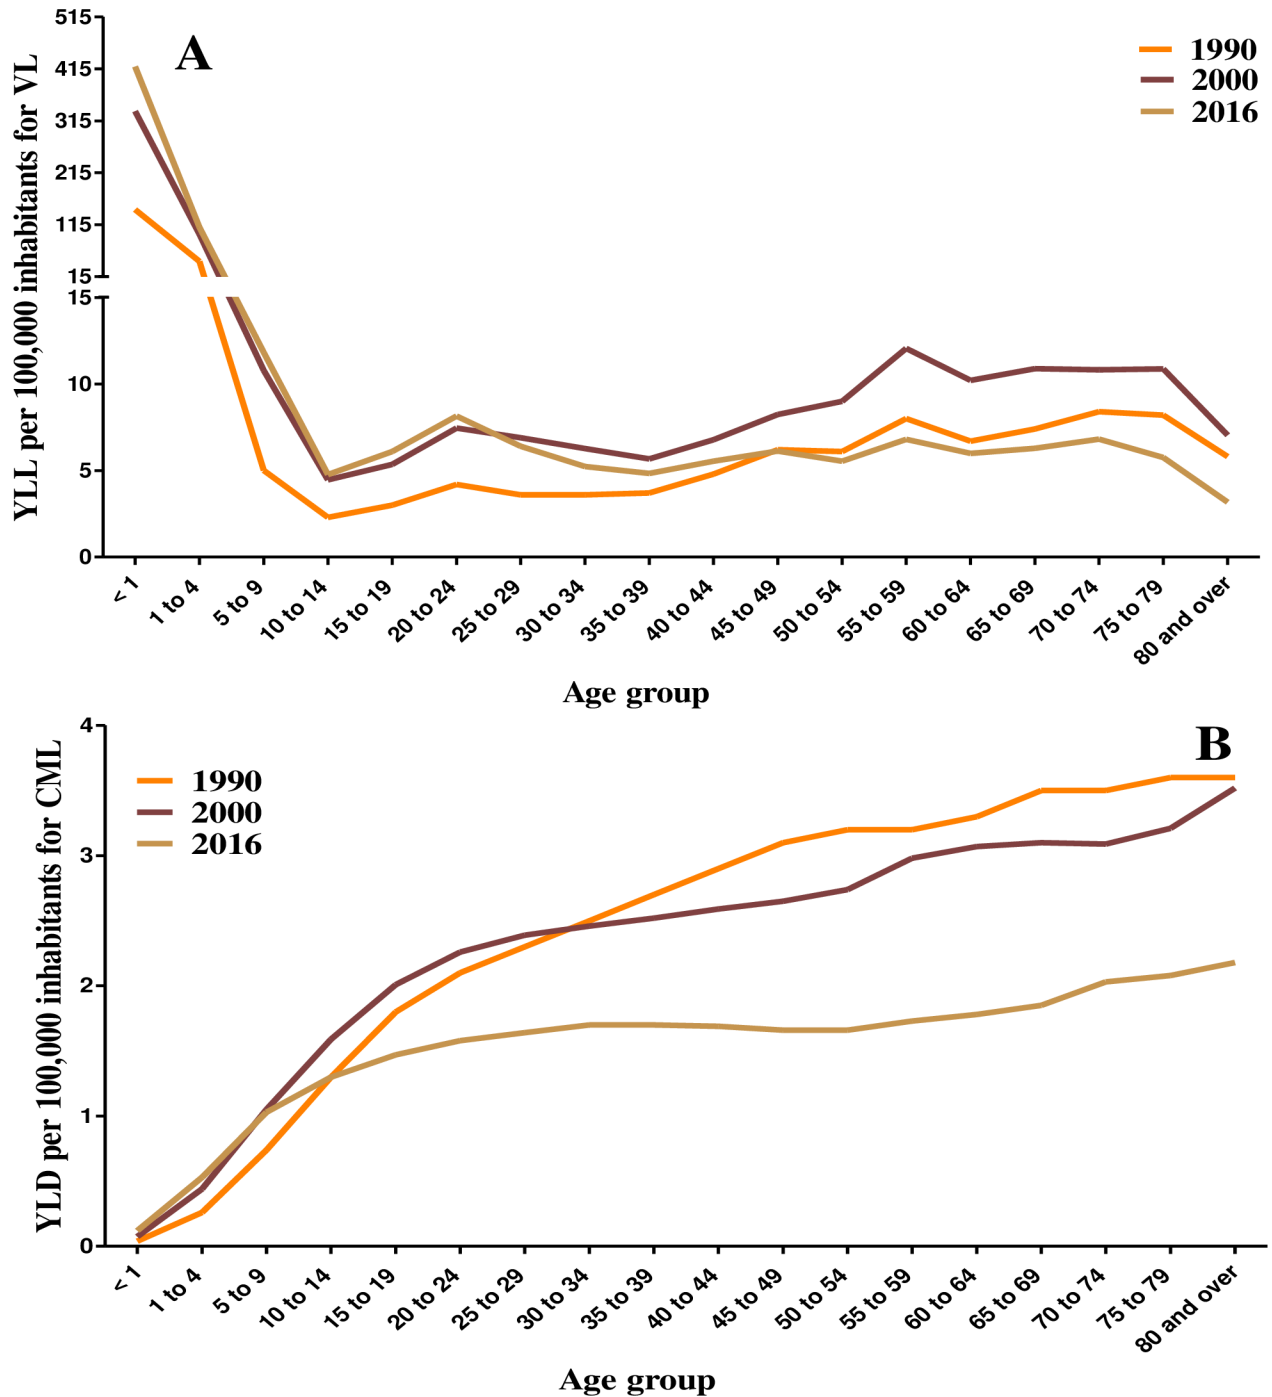 A
1990
2000
2016
YLL per 100,000 inhabitants for VL
515
415
315
215
115
15
15
10
5
0
< 1
1 to 4
5 to 9
10 to 14
15 to 19
20 to 24
25 to 29
30 to 34
35 to 39
40 to 44
45 to 49
50 to 54
55 to 59
60 to 64
65 to 69
70 to 74
75 to 79
80 and over
Age group
B
1990
2000
2016
YLD per 100,000 inhabitants for CML
4
3
2
1
0
< 1
1 to 4
5 to 9
10 to 14
15 to 19
20 to 24
25 to 29
30 to 34
35 to 39
40 to 44
45 to 49
50 to 54
55 to 59
60 to 64
65 to 69
70 to 74
75 to 79
80 and over
Age group